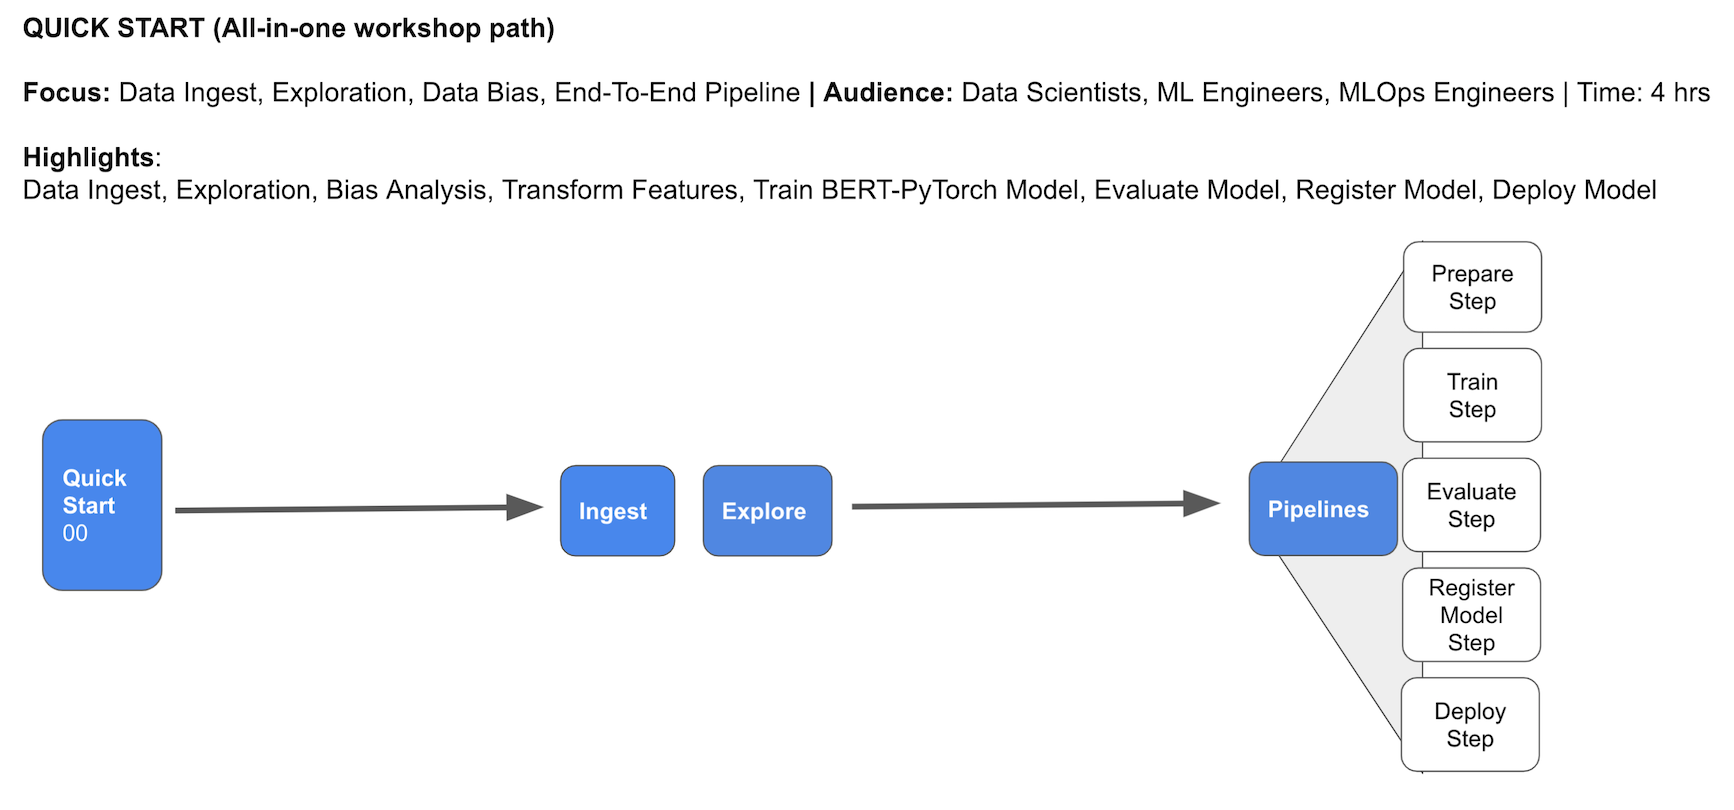 QUICK START (All-in-one workshop path)
Focus: Data Ingest, Exploration, Data Bias, End-To-End Pipeline | Audience: Data Scientists, ML Engineers, MLOps Engineers | Time: 4 hrs
Highlights:
Data Ingest, Exploration, Bias Analysis, Transform Features, Train BERT-PyTorch Model, Evaluate Model, Register Model, Deploy Model
Quick
Start
00
Ingest
Explore
Pipelines
Prepare
Step
Train
Step
Evaluate
Step
Register
Model
Step
Deploy
Step